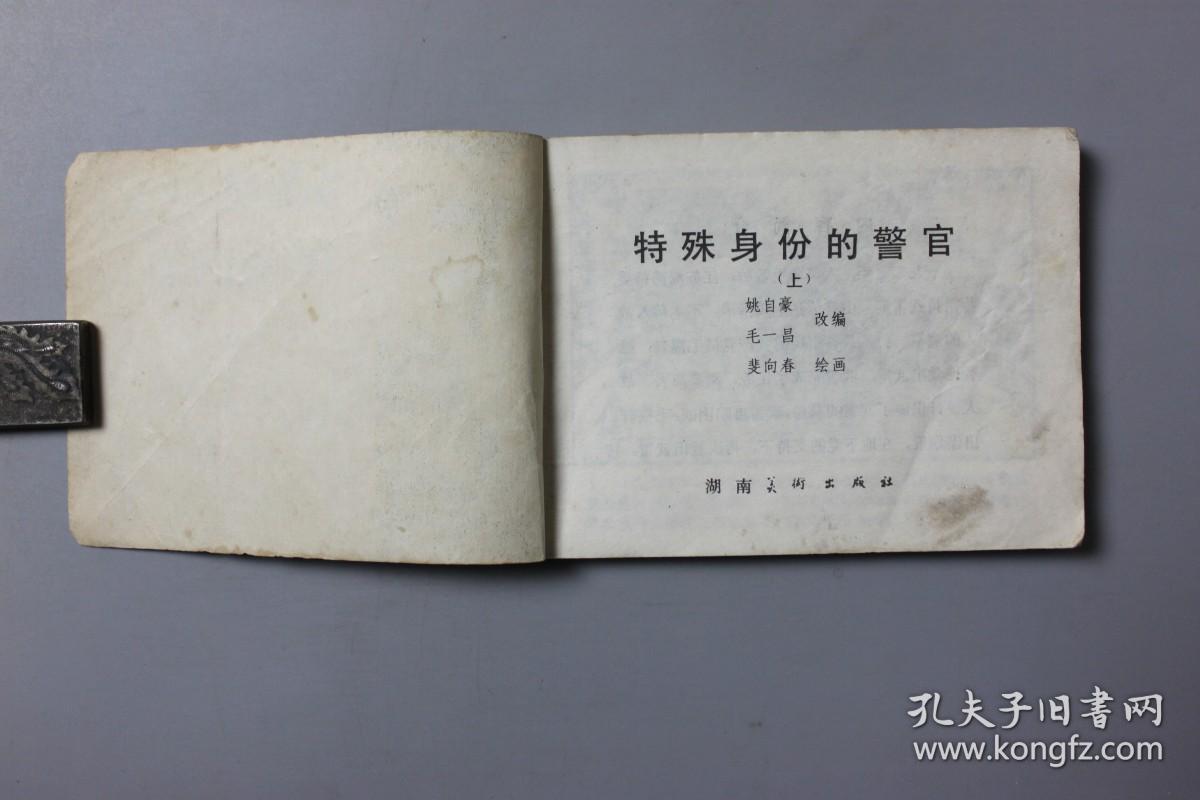 特殊身份的警官
（上）
姚自豪
毛一昌 改编
斐向春 绘画
湖南美术出版社
孔夫子旧书网
www.kongfz.com